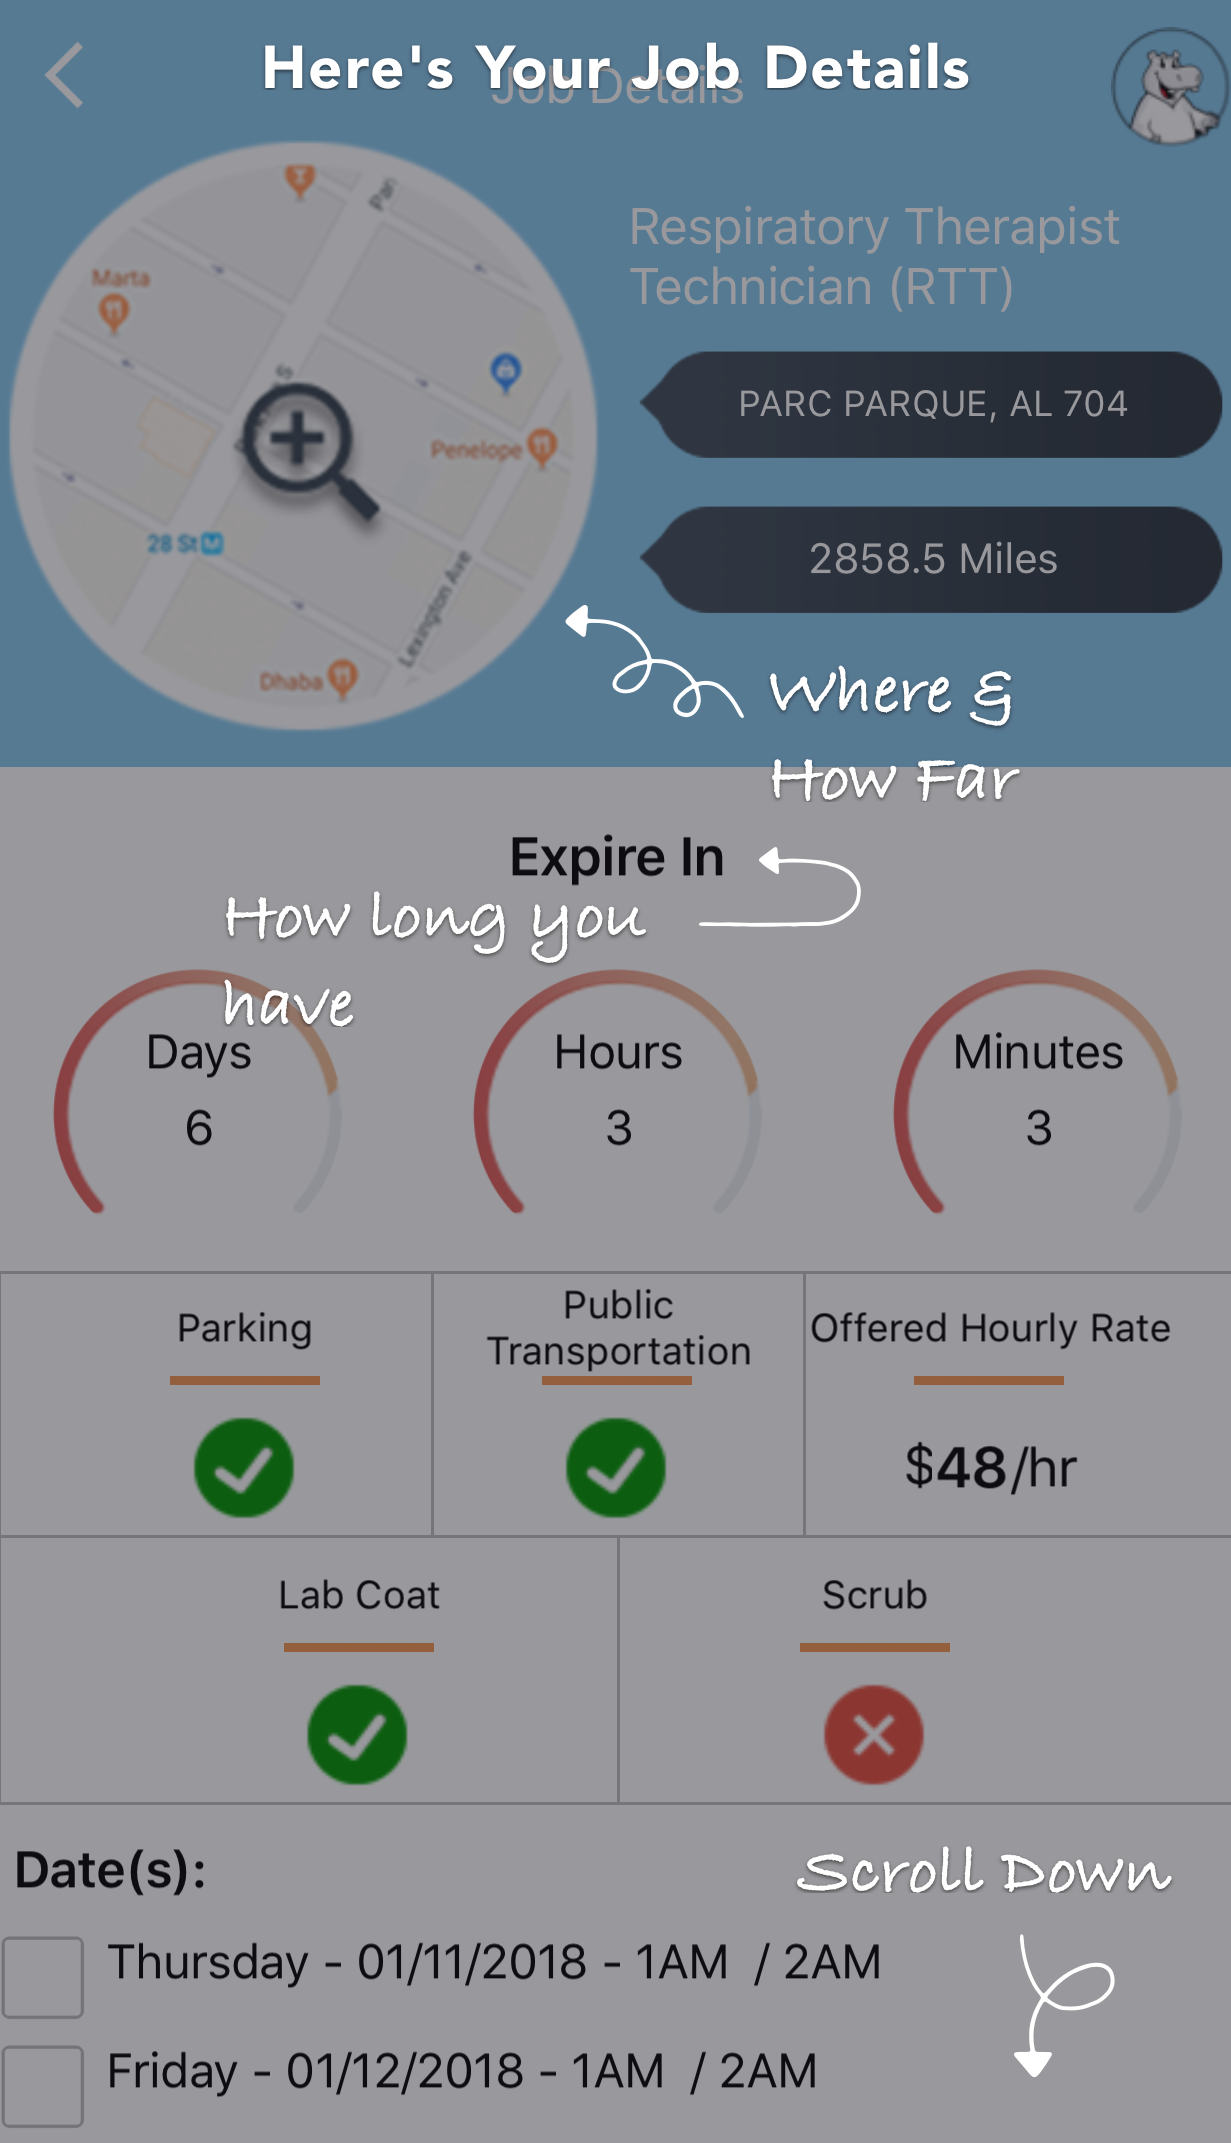 Here's Your Job Details
Job Details
Par
Marta
Respiratory Therapist
Technician (RTT)
PARC PARQUE, AL 704
Penelope
28 St M
2858.5 Miles
Lexington Ave
Dhaba
Where &
How Far
Expire In
How long you
have
Days
6
Hours
3
Minutes
3
Parking
Public
Transportation
Offered Hourly Rate
$48/hr
Lab Coat
Scrub
Date(s):
Scroll Down
Thursday - 01/11/2018 - 1AM / 2AM
Friday - 01/12/2018 - 1AM / 2AM